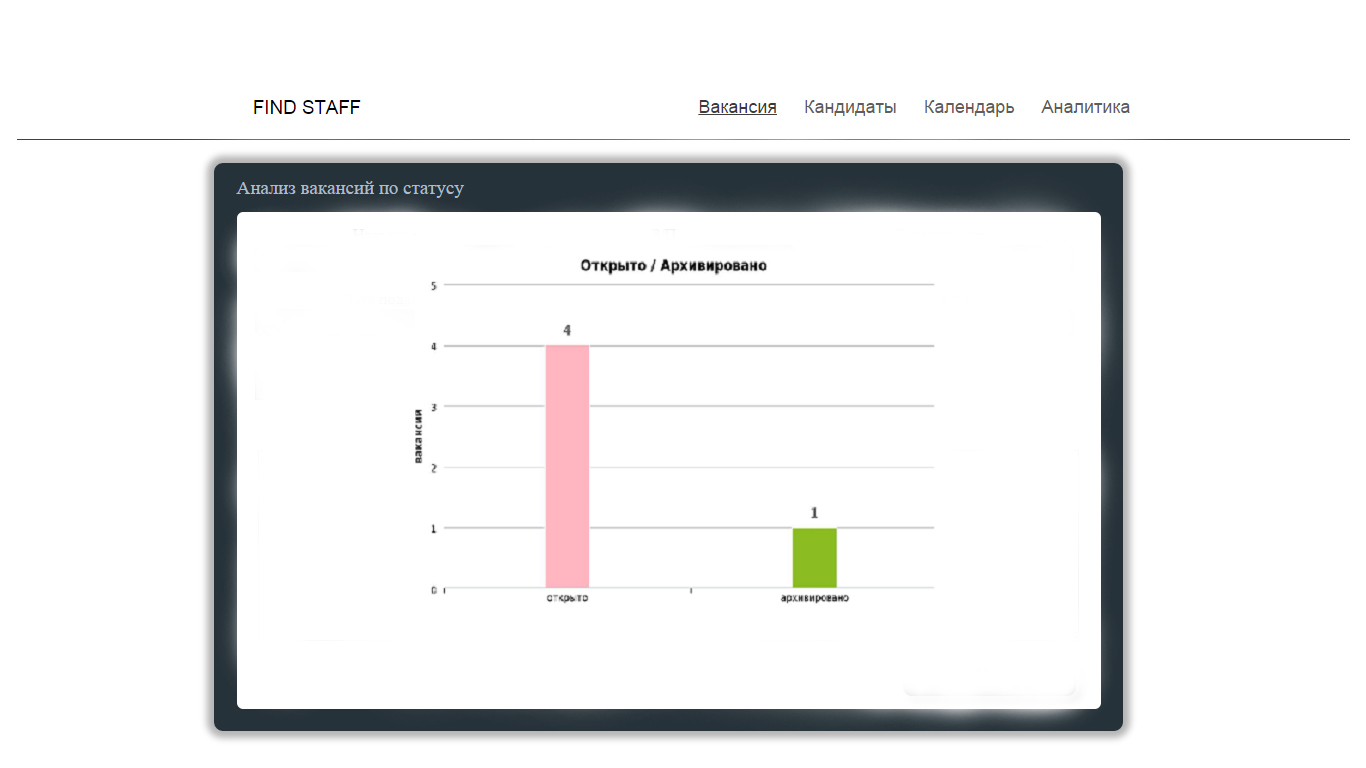 FIND STAFF
Вакансия Кандидаты Календарь Аналитика
Анализ вакансий по статусу
Открыто / Архивировано
5
4
4
3
вакансия
2
1
1
0
открыто архивировано